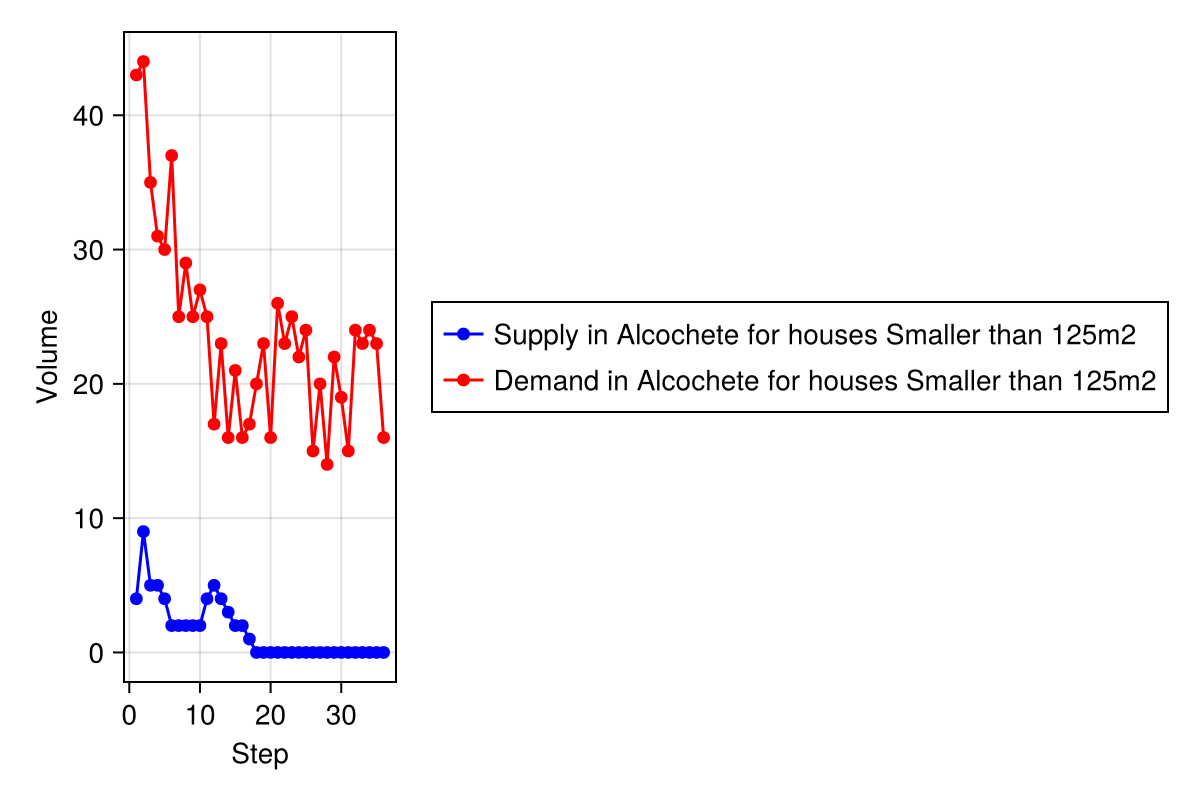 40
30
20
10
0
Volume
0 10 20 30
Step
Supply in Alcochete for houses Smaller than 125m2
Demand in Alcochete for houses Smaller than 125m2